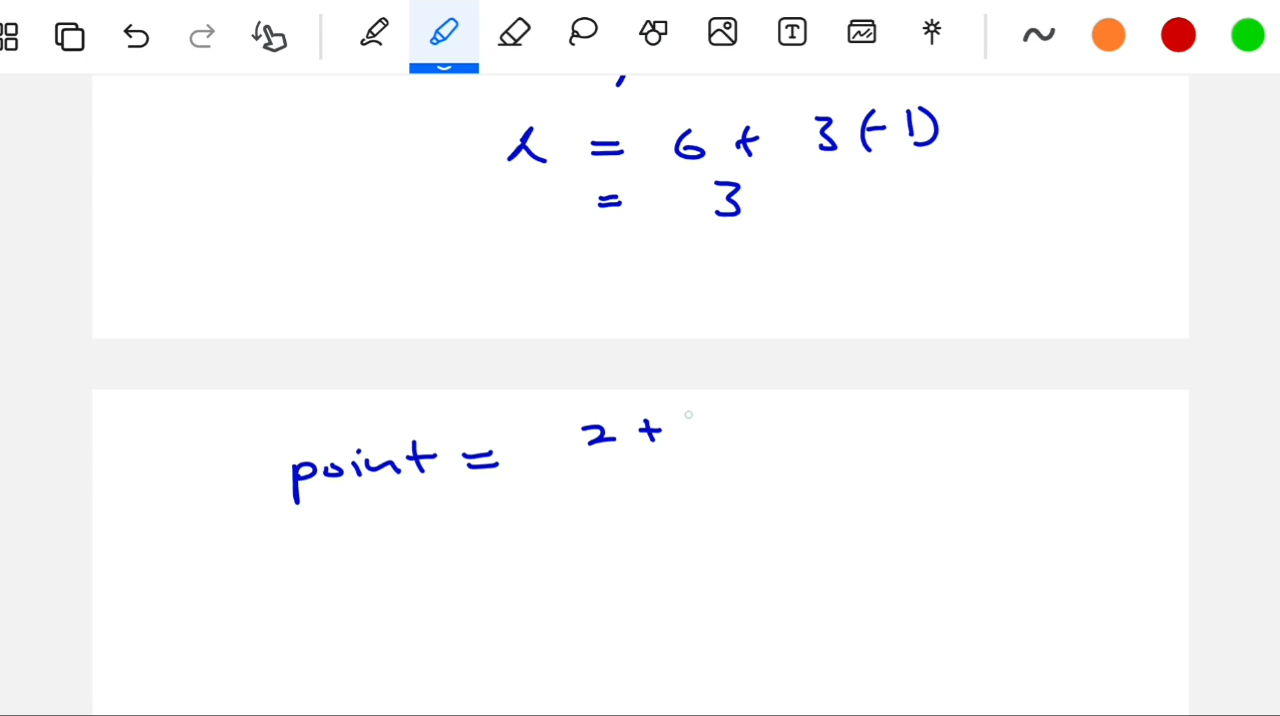 λ = 6 + 3(-1)
= 3
point = 2 +